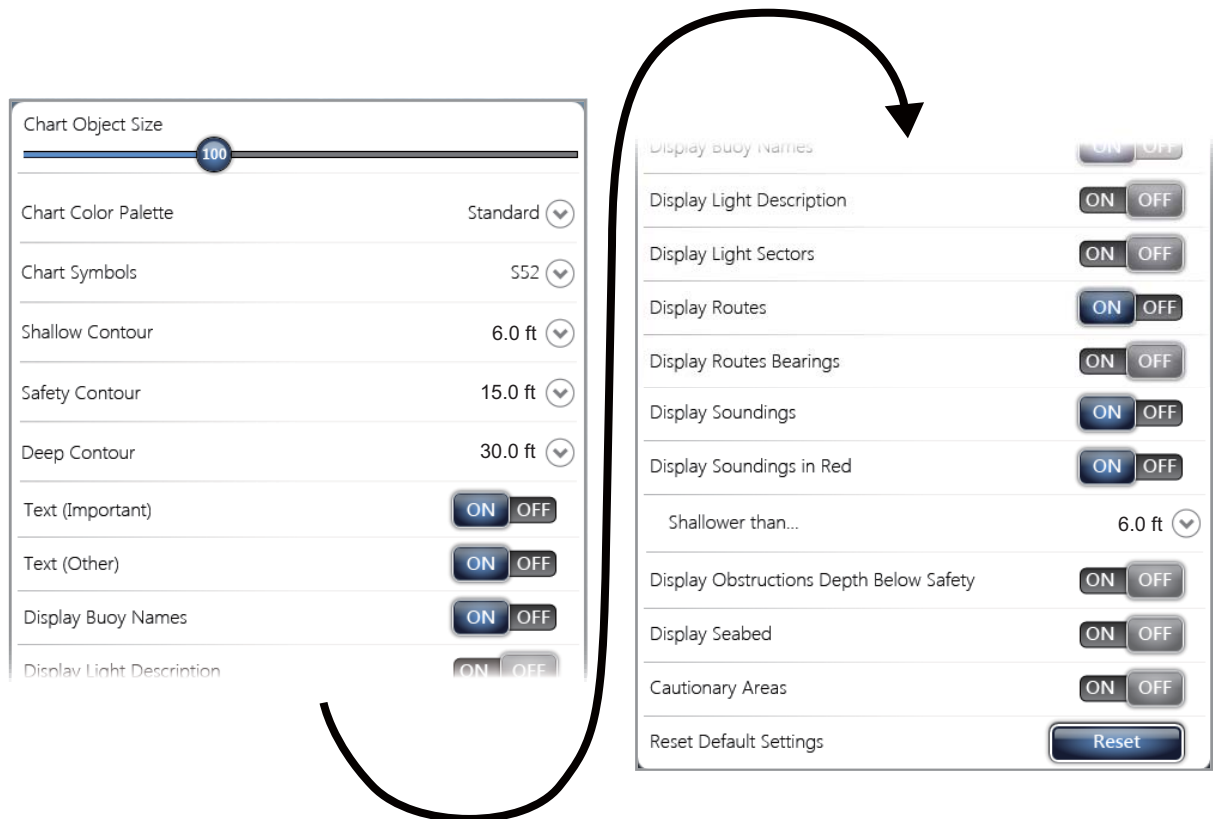 Chart Object Size
100
Chart Color Palette Standard
Chart Symbols S52
Shallow Contour 6.0 ft
Safety Contour 15.0 ft
Deep Contour 30.0 ft
Text (Important) ON OFF
Text (Other) ON OFF
Display Buoy Names ON OFF
Display Light Description ON OFF
Display Buoy Names ON OFF
Display Light Description ON OFF
Display Light Sectors ON OFF
Display Routes ON OFF
Display Routes Bearings ON OFF
Display Soundings ON OFF
Display Soundings in Red ON OFF
Shallower than... 6.0 ft
Display Obstructions Depth Below Safety ON OFF
Display Seabed ON OFF
Cautionary Areas ON OFF
Reset Default Settings Reset